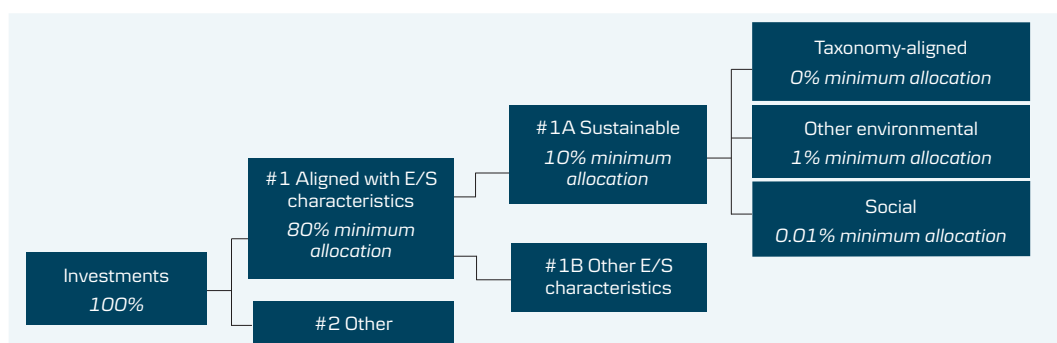 Investments
100%
#1 Aligned with E/S
characteristics
80% minimum
allocation
#2 Other
#1A Sustainable
10% minimum
allocation
#1B Other E/S
characteristics
Taxonomy-aligned
0% minimum allocation
Other environmental
1% minimum allocation
Social
0.01% minimum allocation